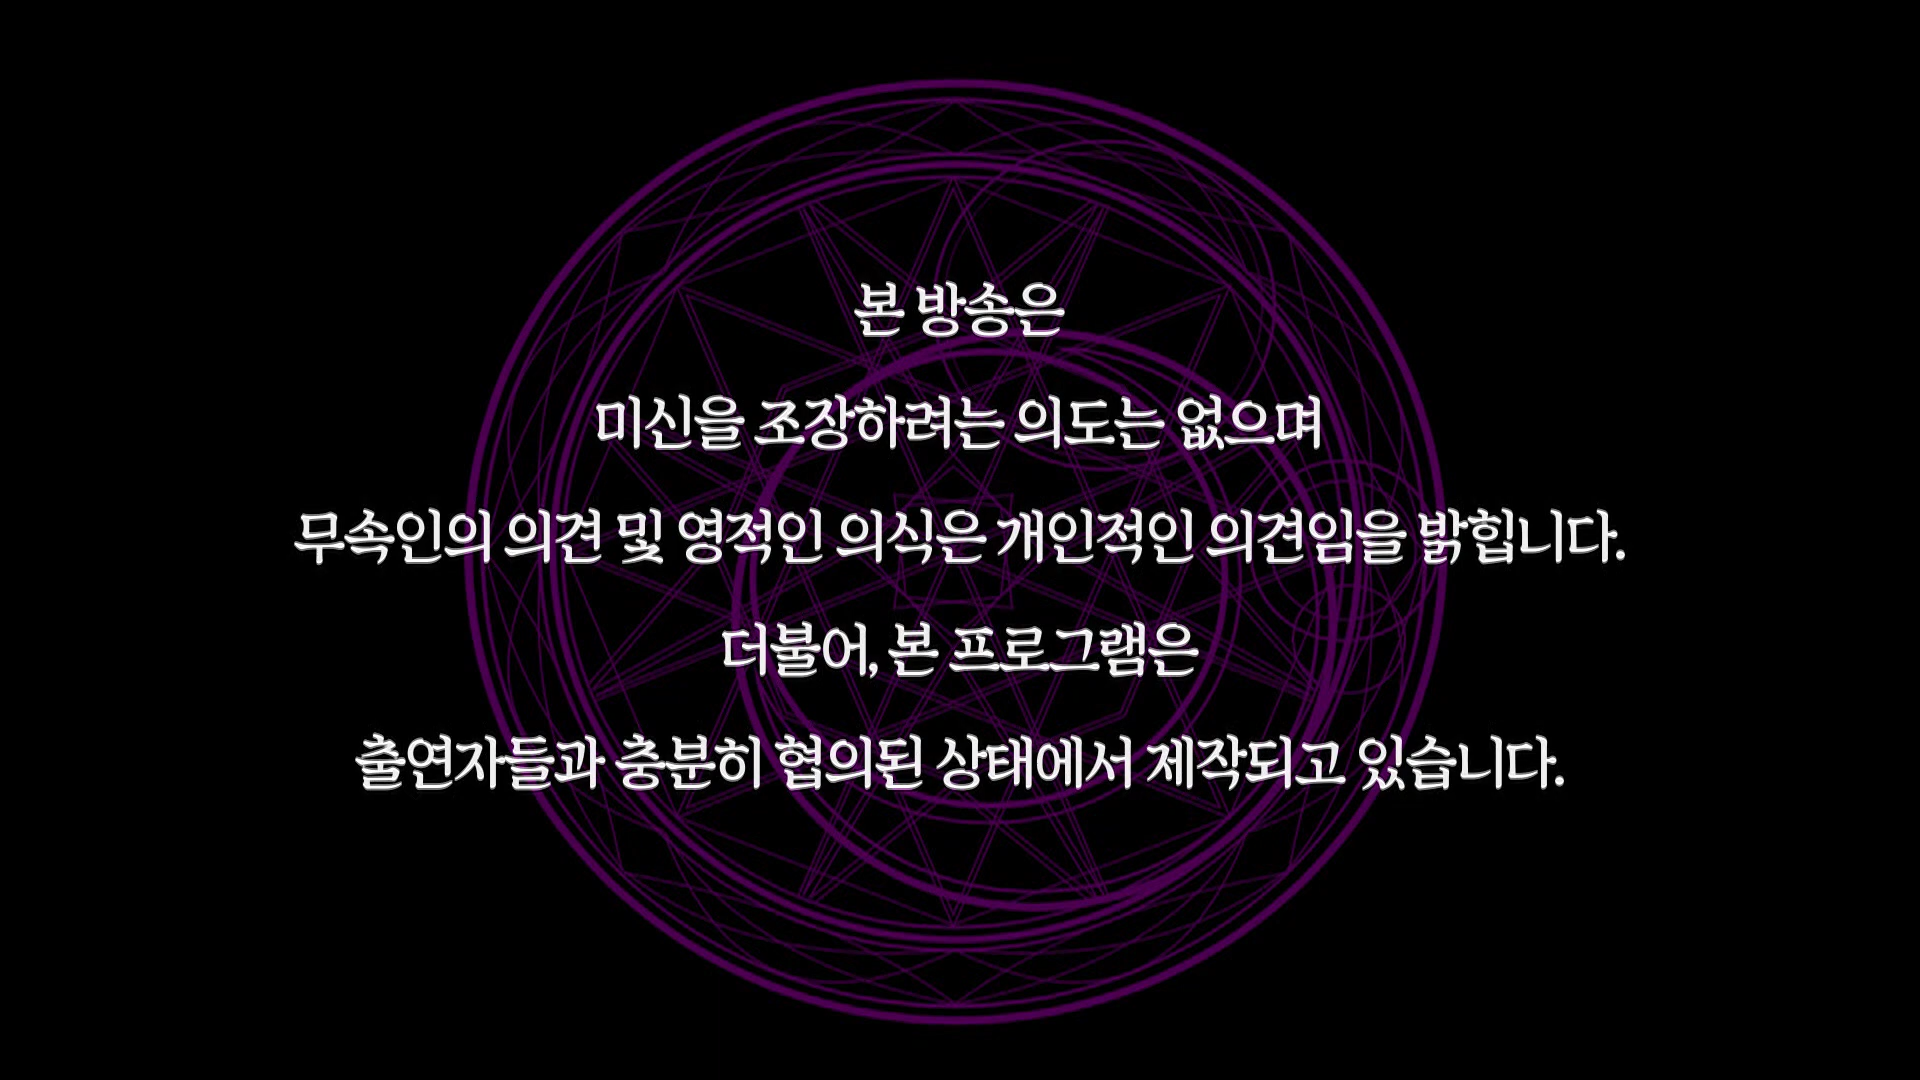 본 방송은
미신을 조장하려는 의도는 없으며
무속인의 의견 및 영적인 의식은 개인적인 의견임을 밝힙니다.
더불어, 본 프로그램은
출연자들과 충분히 협의된 상태에서 제작되고 있습니다.